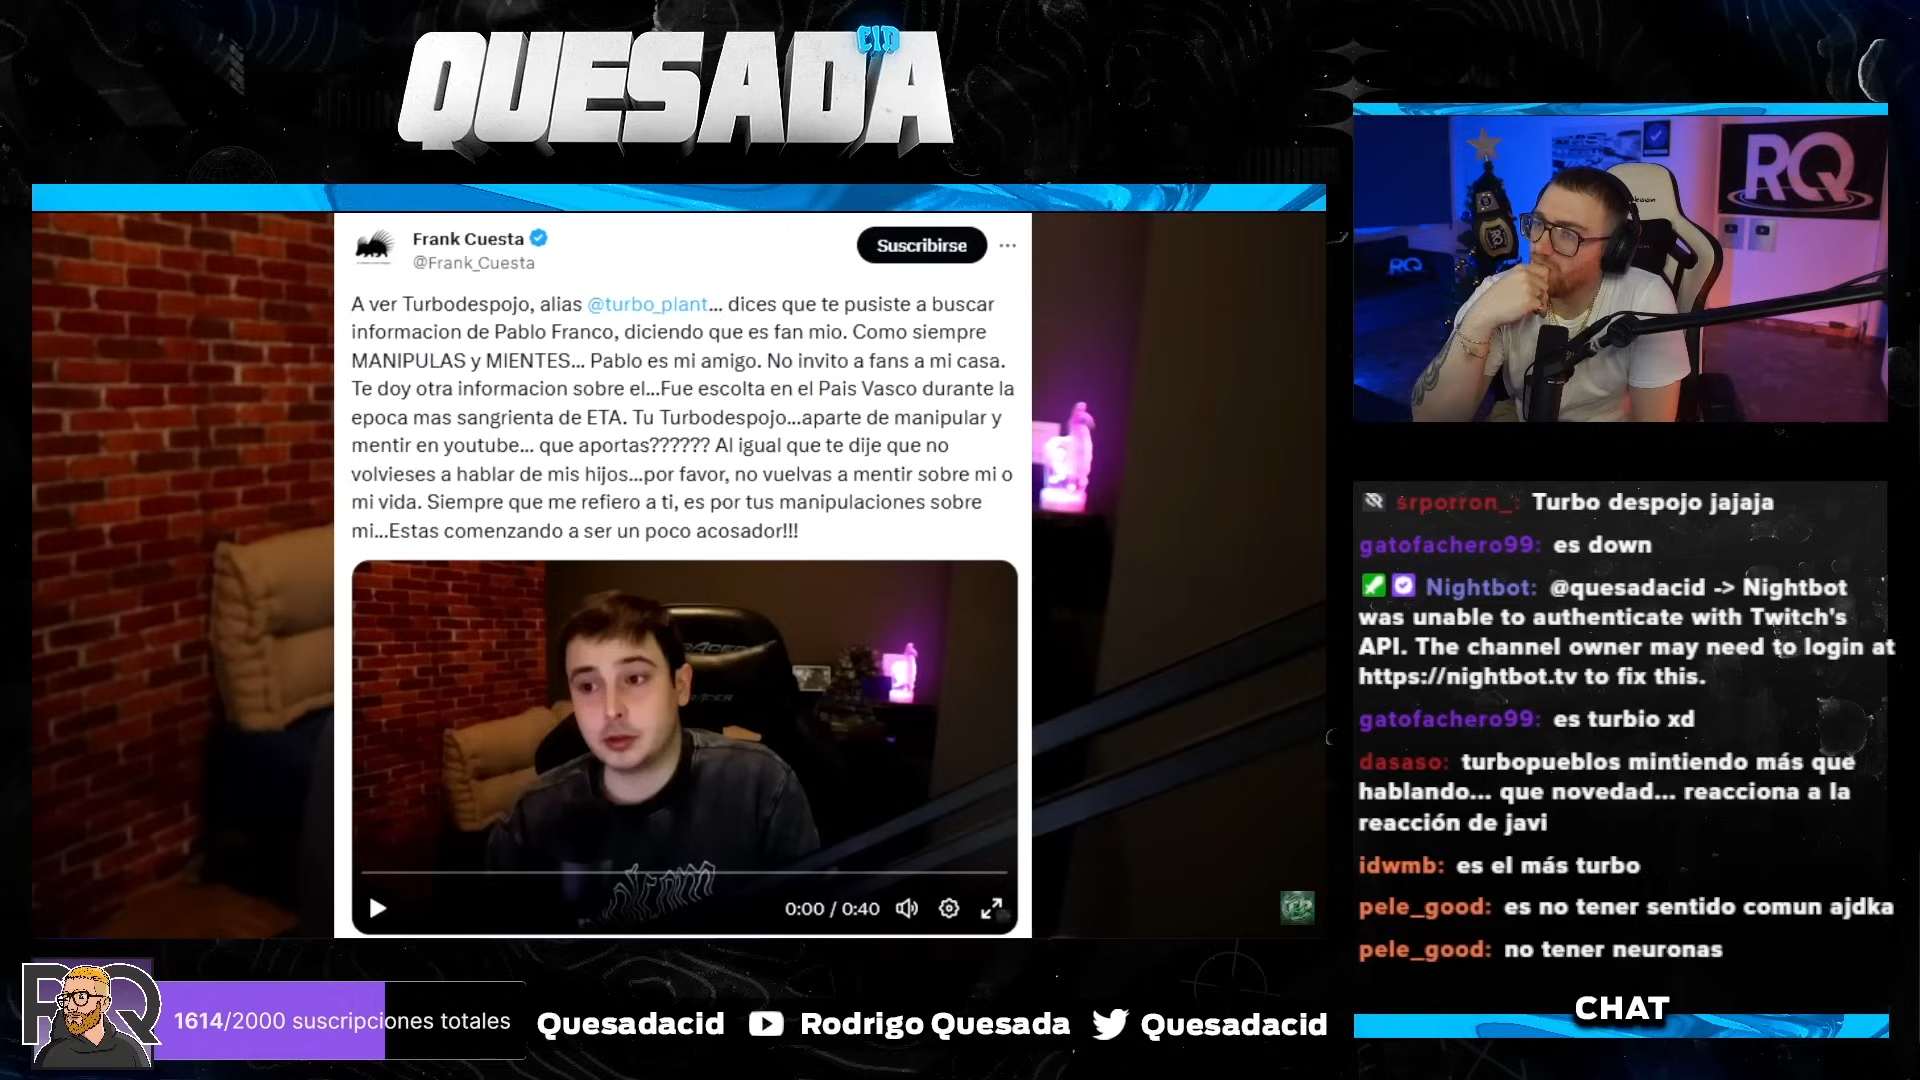 QUESADA
CID
Frank Cuesta
@Frank_Cuesta
Suscribirse
A ver Turbodespojo, alias @turbo_plant... dices que te pusiste a buscar
informacion de Pablo Franco, diciendo que es fan mio. Como siempre
MANIPULAS y MIENTES... Pablo es mi amigo. No invito a fans a mi casa.
Te doy otra informacion sobre el...Fue escolta en el Pais Vasco durante la
epoca mas sangrienta de ETA. Tu Turbodespojo...aparte de manipular y
mentir en youtube... que aportas?????? Al igual que te dije que no
volvieses a hablar de mis hijos...por favor, no vuelvas a mentir sobre mi o
mi vida. Siempre que me refiero a ti, es por tus manipulaciones sobre
mi...Estas comenzando a ser un poco acosador!!!
0:00 / 0:40
RQ
RQ
srporron_: Turbo despojo jajaja
gatofachero99: es down
Nightbot: @quesadacid -> Nightbot
was unable to authenticate with Twitch's
API. The channel owner may need to login at
https://nightbot.tv to fix this.
gatofachero99: es turbio xd
dasaso: turbopueblos mintiendo más que
hablando... que novedad... reacciona a la
reacción de javi
idwmb: es el más turbo
pele_good: es no tener sentido comun ajdka
pele_good: no tener neuronas
CHAT
RQ
1614/2000 suscripciones totales
Quesadacid
Rodrigo Quesada
Quesadacid